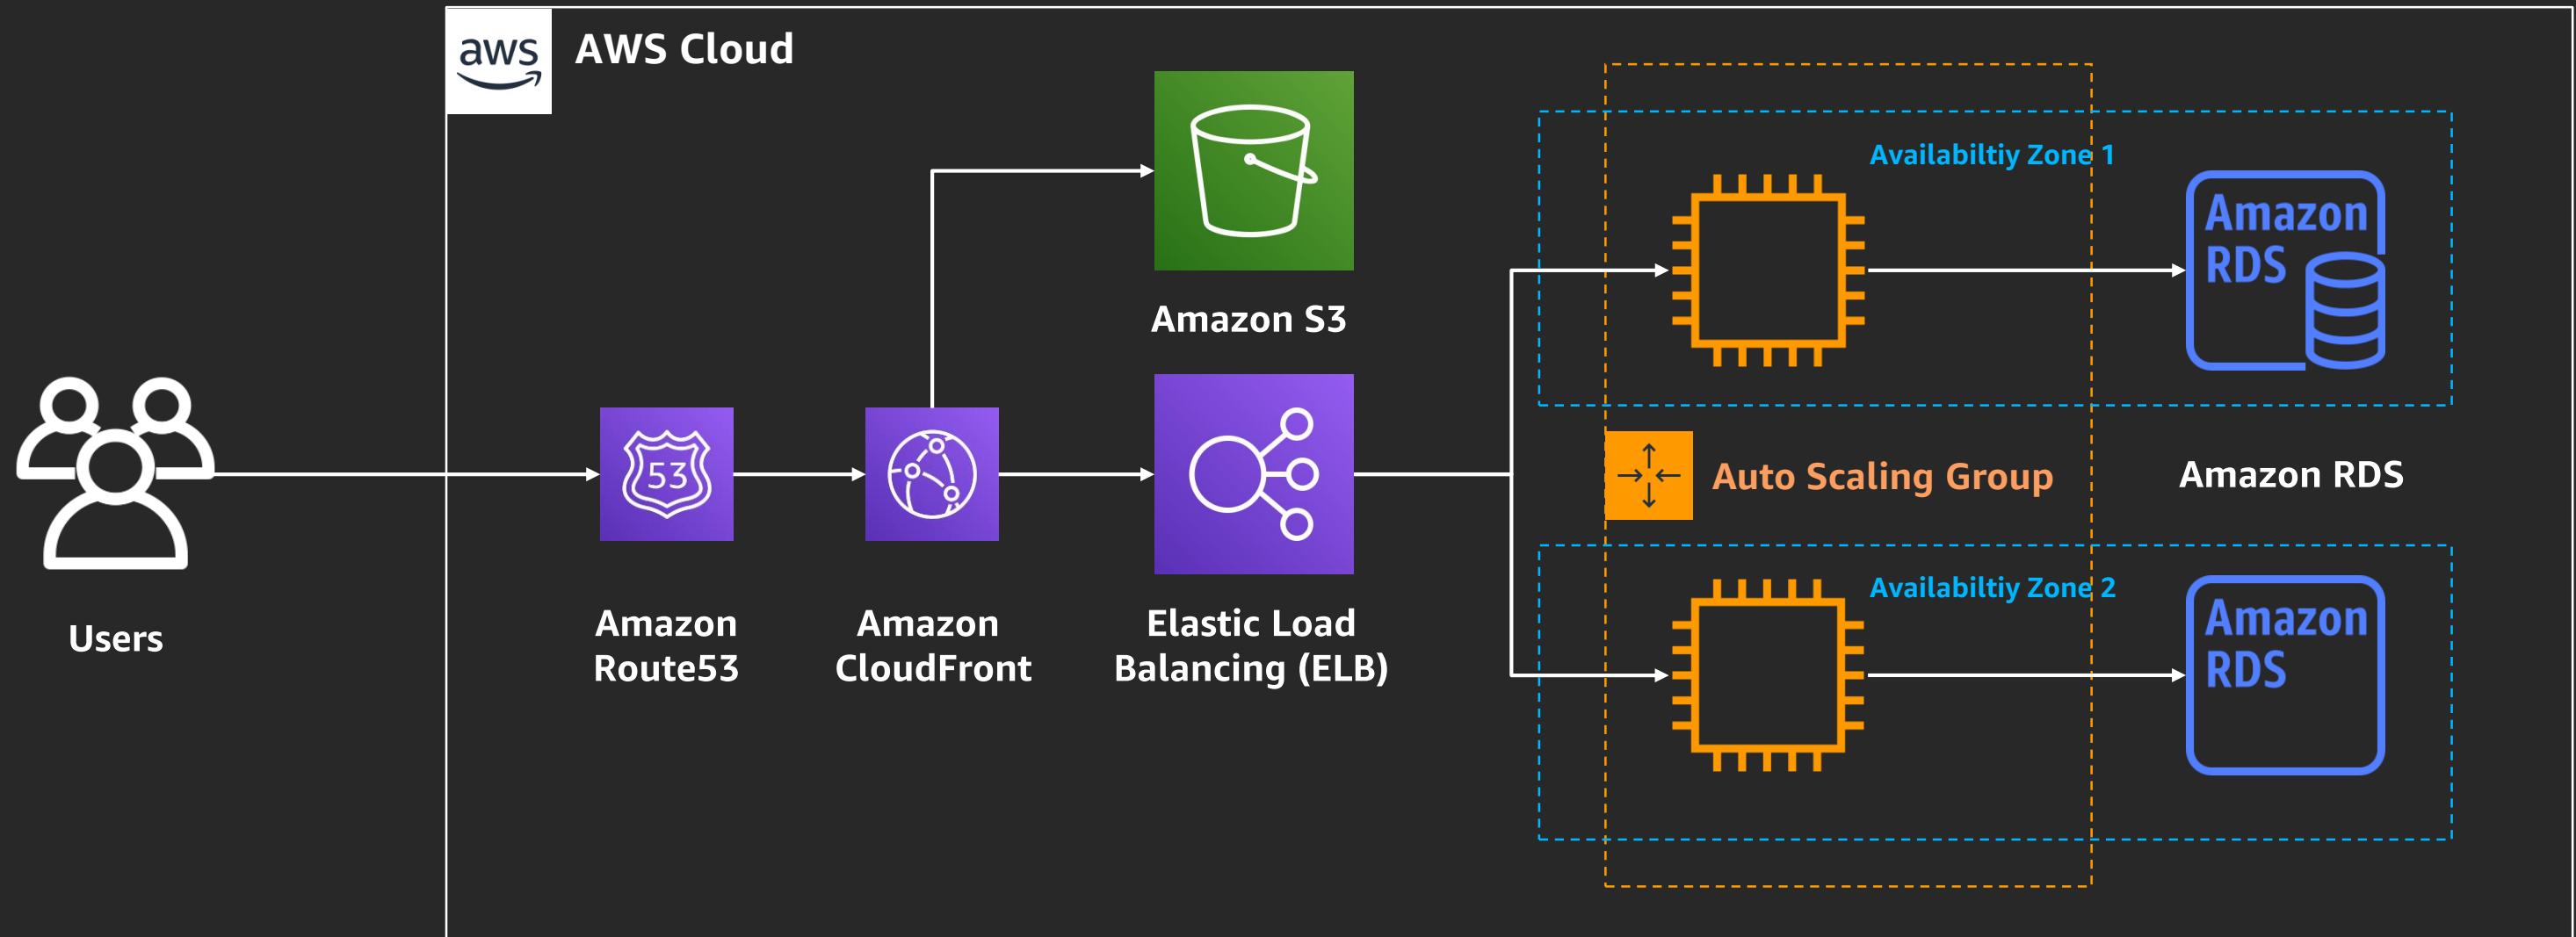 aws
AWS Cloud
Amazon S3
Users
53
Amazon
Route53
Amazon
CloudFront
Elastic Load
Balancing (ELB)
Availabiltiy Zone 1
Amazon
RDS
Auto Scaling Group
Amazon RDS
Availabiltiy Zone 2
Amazon
RDS